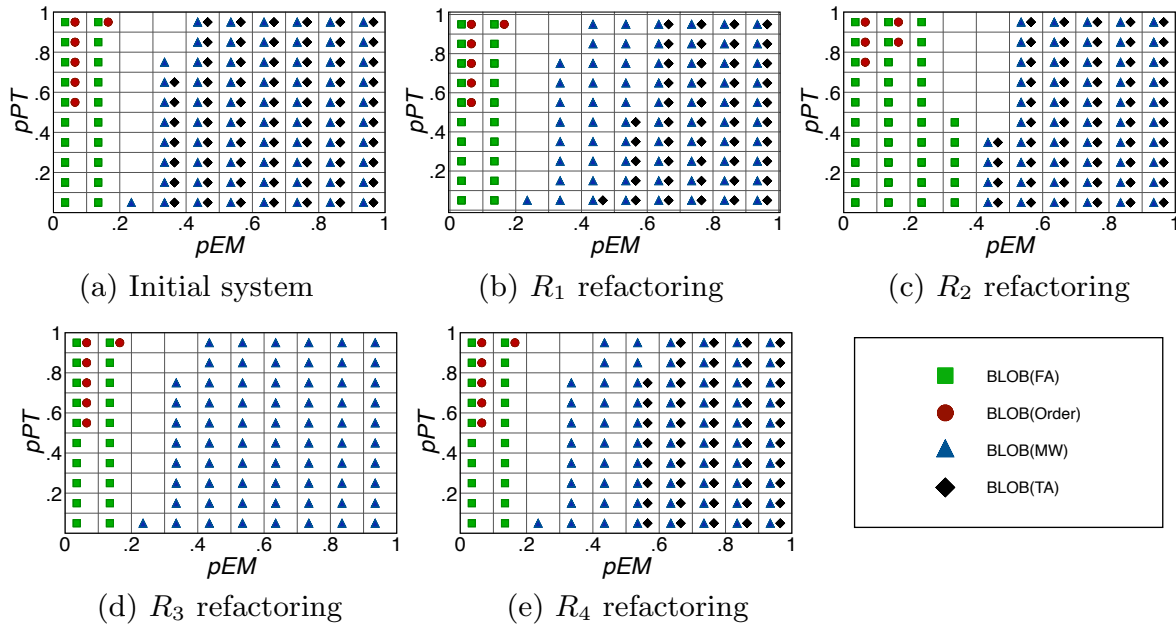 1
.8
.6
.4
.2
pPT
0 .2 .4 .6 .8 1
pEM
(a) Initial system
1
.8
.6
.4
.2
pPT
0 .2 .4 .6 .8 1
pEM
(b) R1 refactoring
1
.8
.6
.4
.2
pPT
0 .2 .4 .6 .8 1
pEM
(c) R2 refactoring
1
.8
.6
.4
.2
pPT
0 .2 .4 .6 .8 1
pEM
(d) R3 refactoring
1
.8
.6
.4
.2
pPT
0 .2 .4 .6 .8 1
pEM
(e) R4 refactoring
BLOB(FA)
BLOB(Order)
BLOB(MW)
BLOB(TA)